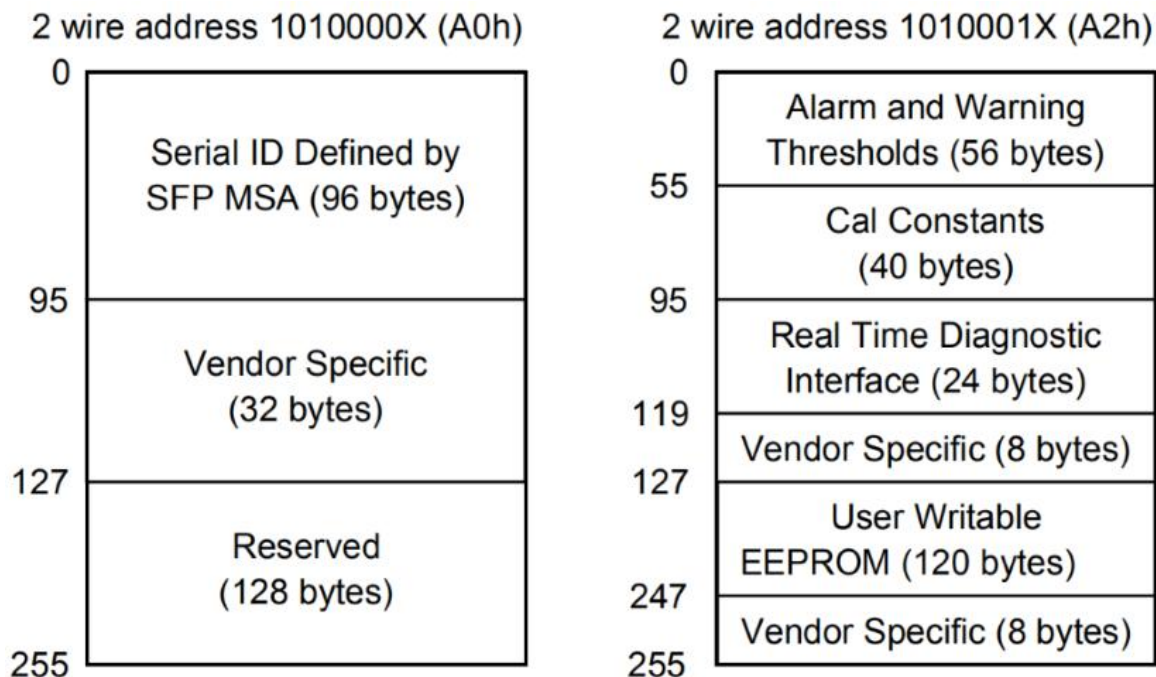 2 wire address 1010000X (A0h)
0
Serial ID Defined by
SFP MSA (96 bytes)
95
Vendor Specific
(32 bytes)
127
Reserved
(128 bytes)
255
2 wire address 1010001X (A2h)
0
Alarm and Warning
Thresholds (56 bytes)
55
Cal Constants
(40 bytes)
95
Real Time Diagnostic
Interface (24 bytes)
119
Vendor Specific (8 bytes)
127
User Writable
EEPROM (120 bytes)
247
Vendor Specific (8 bytes)
255